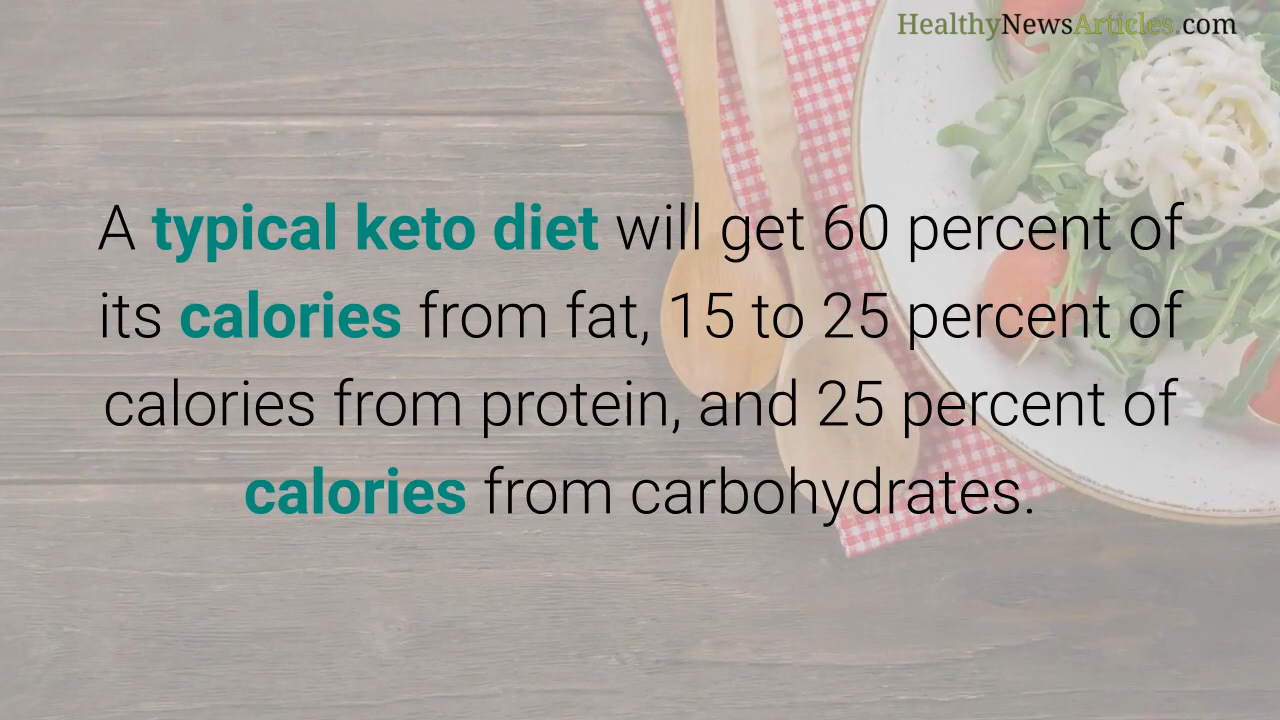 HealthyNewsArticles.com
A typical keto diet will get 60 percent of
its calories from fat, 15 to 25 percent of
calories from protein, and 25 percent of
calories from carbohydrates.